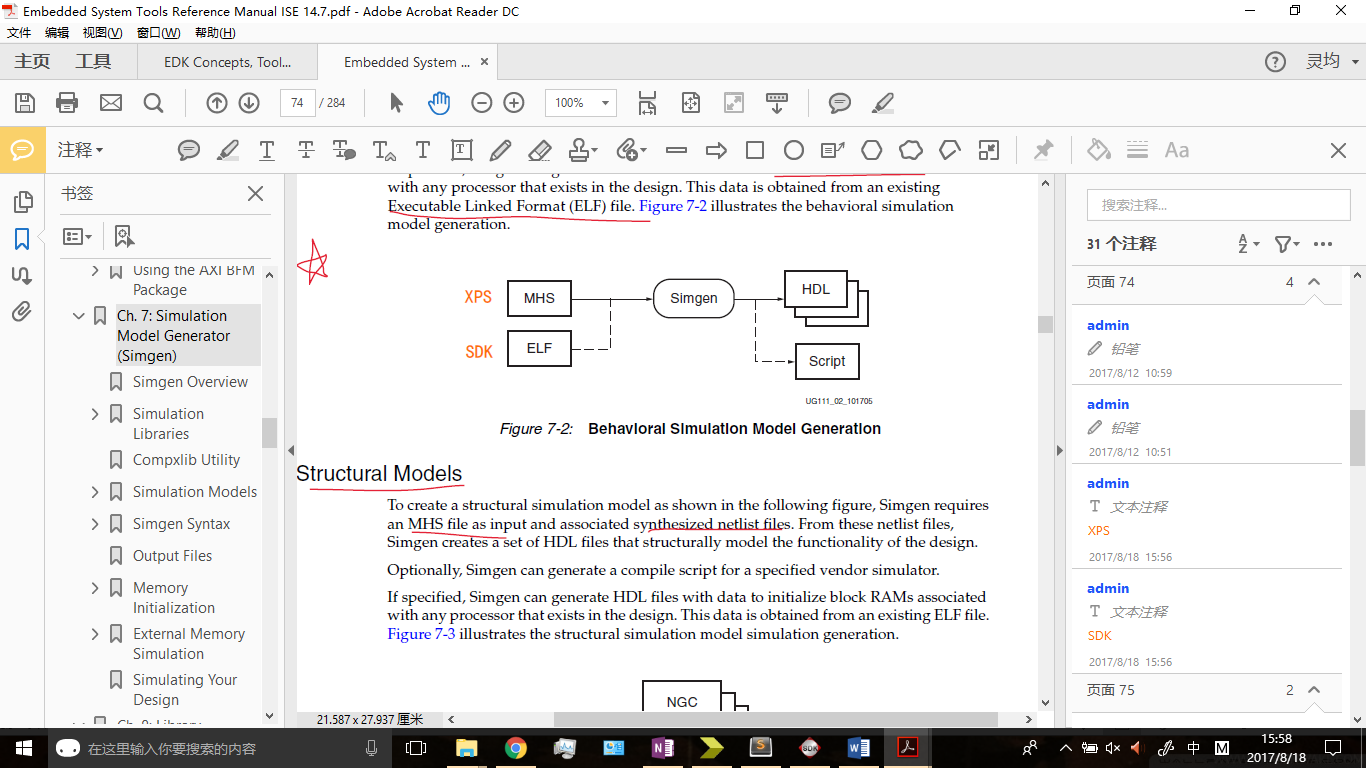 Embedded System Tools Reference Manual ISE 14.7.pdf - Adobe Acrobat Reader DC
文件 编辑 视图(V) 窗口(W) 帮助(H)
主页 工具 EDK Concepts, Tool... Embedded System ... × ? 灵均
74 / 284 100%
注释
书签
Using the AXI BFM
Package
Ch. 7: Simulation
Model Generator
(Simgen)
Simgen Overview
Simulation
Libraries
Compxlib Utility
Simulation Models
Simgen Syntax
Output Files
Memory
Initialization
External Memory
Simulation
Simulating Your
Design
with any processor that exists in the design. This data is obtained from an existing
Executable Linked Format (ELF) file. Figure 7-2 illustrates the behavioral simulation
model generation.
XPS MHS Simgen HDL
SDK ELF Script
UG111_02_101705
Figure 7-2: Behavioral Simulation Model Generation
Structural Models
To create a structural simulation model as shown in the following figure, Simgen requires
an MHS file as input and associated synthesized netlist files. From these netlist files,
Simgen creates a set of HDL files that structurally model the functionality of the design.
Optionally, Simgen can generate a compile script for a specified vendor simulator.
If specified, Simgen can generate HDL files with data to initialize block RAMs associated
with any processor that exists in the design. This data is obtained from an existing ELF file.
Figure 7-3 illustrates the structural simulation model simulation generation.
NGC
21.587 x 27.937 厘米
搜索注释...
31 个注释
页面 74 4
admin
铅笔
2017/8/12 10:59
admin
铅笔
2017/8/12 10:51
admin
文本注释
XPS
2017/8/18 15:56
admin
文本注释
SDK
2017/8/18 15:56
页面 75 2
在这里输入你要搜索的内容
中 M
15:58
2017/8/18